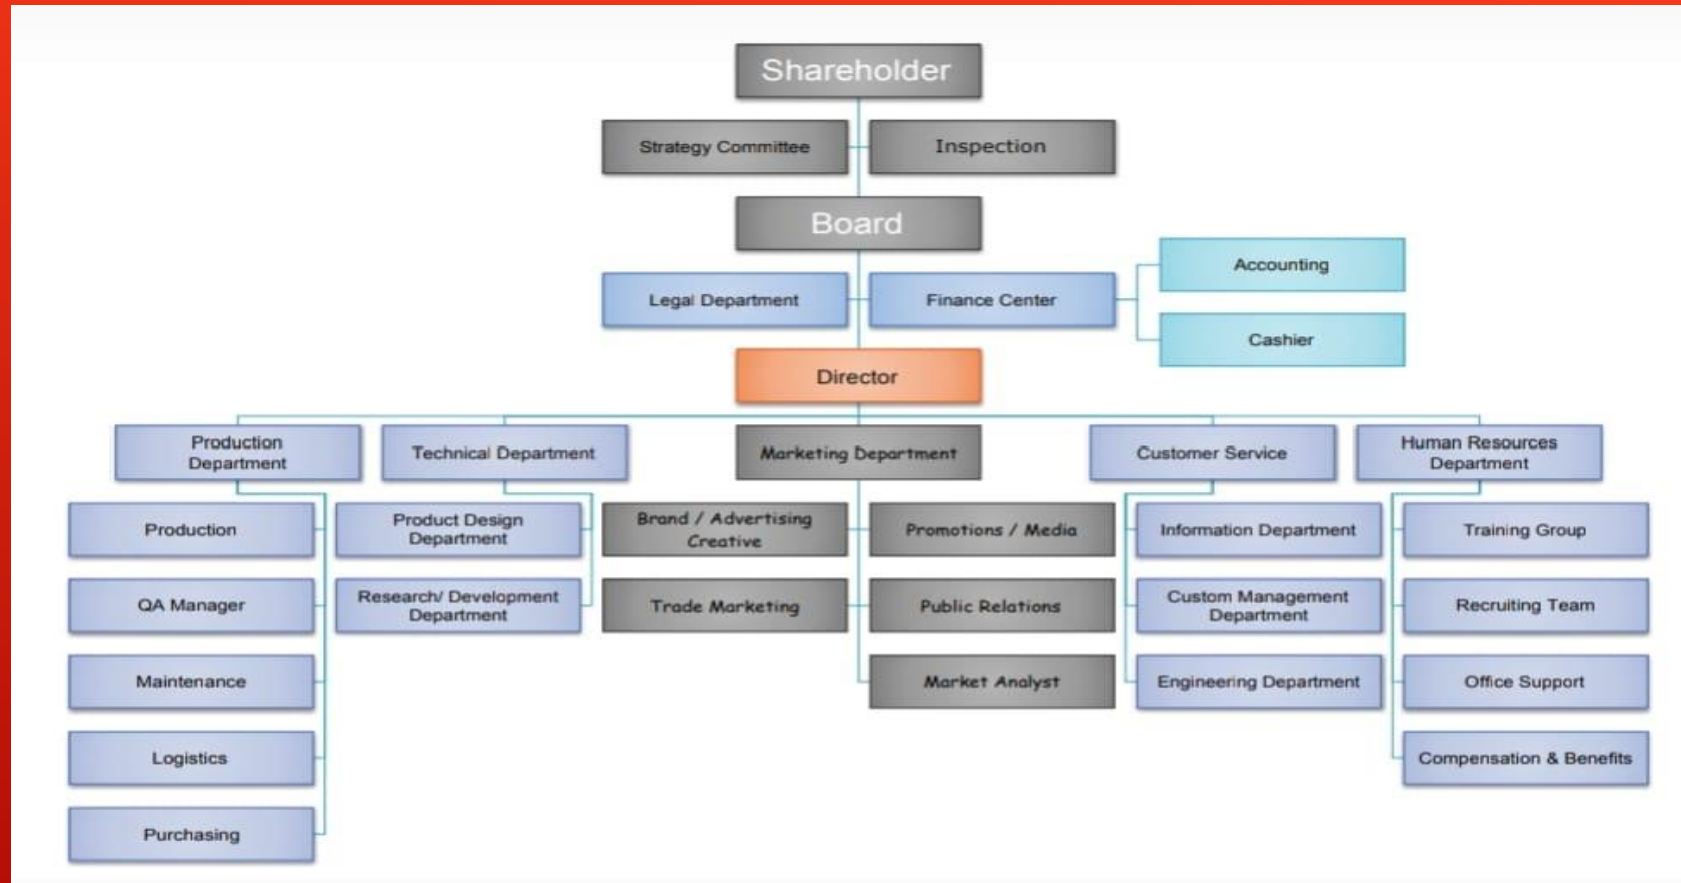 Shareholder
Strategy Committee
Inspection
Board
Legal Department
Finance Center
Accounting
Cashier
Director
Production
Department
Technical Department
Marketing Department
Customer Service
Human Resources
Department
Production
Product Design
Department
Brand / Advertising
Creative
Promotions / Media
Information Department
Training Group
QA Manager
Research/ Development
Department
Trade Marketing
Public Relations
Custom Management
Department
Recruiting Team
Maintenance
Market Analyst
Engineering Department
Office Support
Logistics
Compensation & Benefits
Purchasing